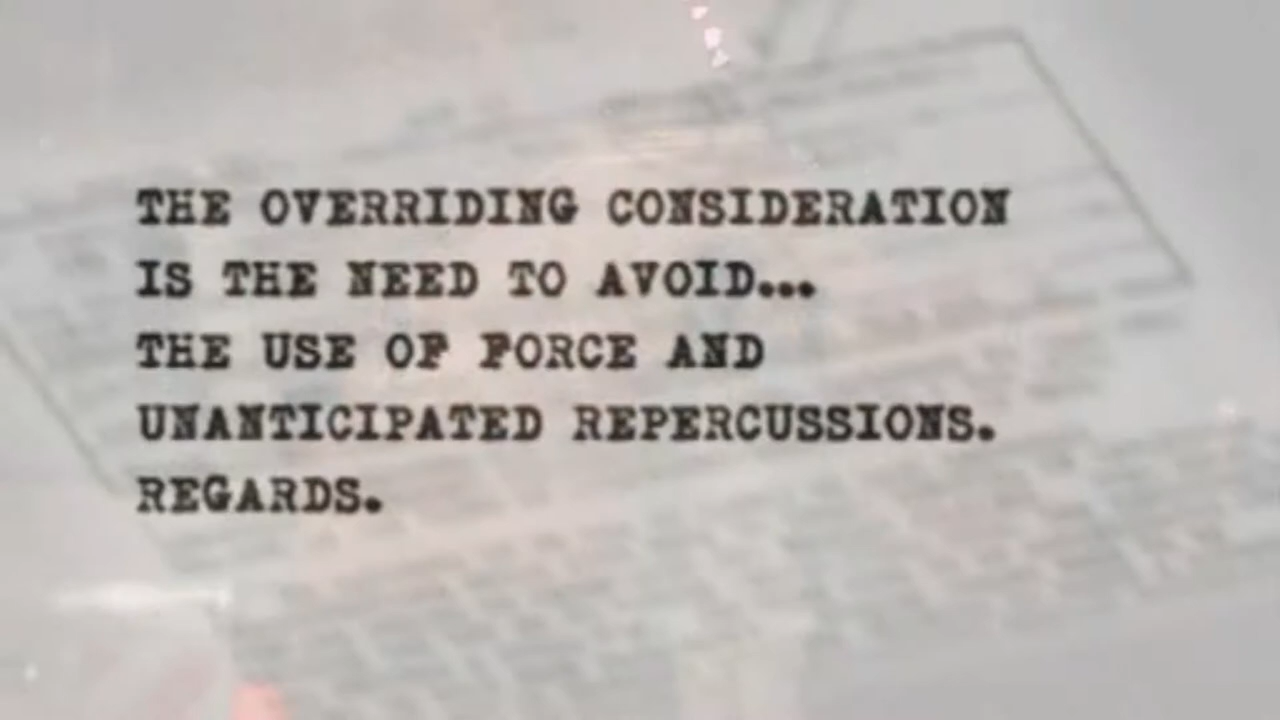 THE OVERRIDING CONSIDERATION
IS THE NEED TO AVOID...
THE USE OF FORCE AND
UNANTICIPATED REPERCUSSIONS.
REGARDS.